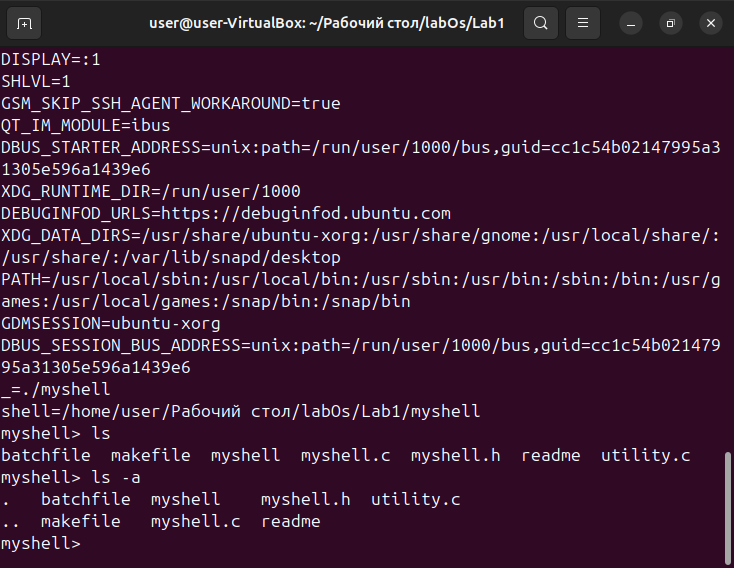 user@user-VirtualBox: ~/Рабочий стол/labOs/Lab1
DISPLAY=:1
SHLVL=1
GSM_SKIP_SSH_AGENT_WORKAROUND=true
QT_IM_MODULE=ibus
DBUS_STARTER_ADDRESS=unix:path=/run/user/1000/bus,guid=cc1c54b02147995a3
1305e596a1439e6
XDG_RUNTIME_DIR=/run/user/1000
DEBUGINFOD_URLS=https://debuginfod.ubuntu.com
XDG_DATA_DIRS=/usr/share/ubuntu-xorg:/usr/share/gnome:/usr/local/share/:
/usr/share/:/var/lib/snapd/desktop
PATH=/usr/local/sbin:/usr/local/bin:/usr/sbin:/usr/bin:/sbin:/bin:/usr/g
ames:/usr/local/games:/snap/bin:/snap/bin
GDMSESSION=ubuntu-xorg
DBUS_SESSION_BUS_ADDRESS=unix:path=/run/user/1000/bus,guid=cc1c54b021479
95a31305e596a1439e6
_=./myshell
shell=/home/user/Рабочий стол/labOs/Lab1/myshell
myshell> ls
batchfile  makefile  myshell  myshell.c  myshell.h  readme  utility.c
myshell> ls -a
.   batchfile  myshell    myshell.h  utility.c
..  makefile   myshell.c  readme
myshell>